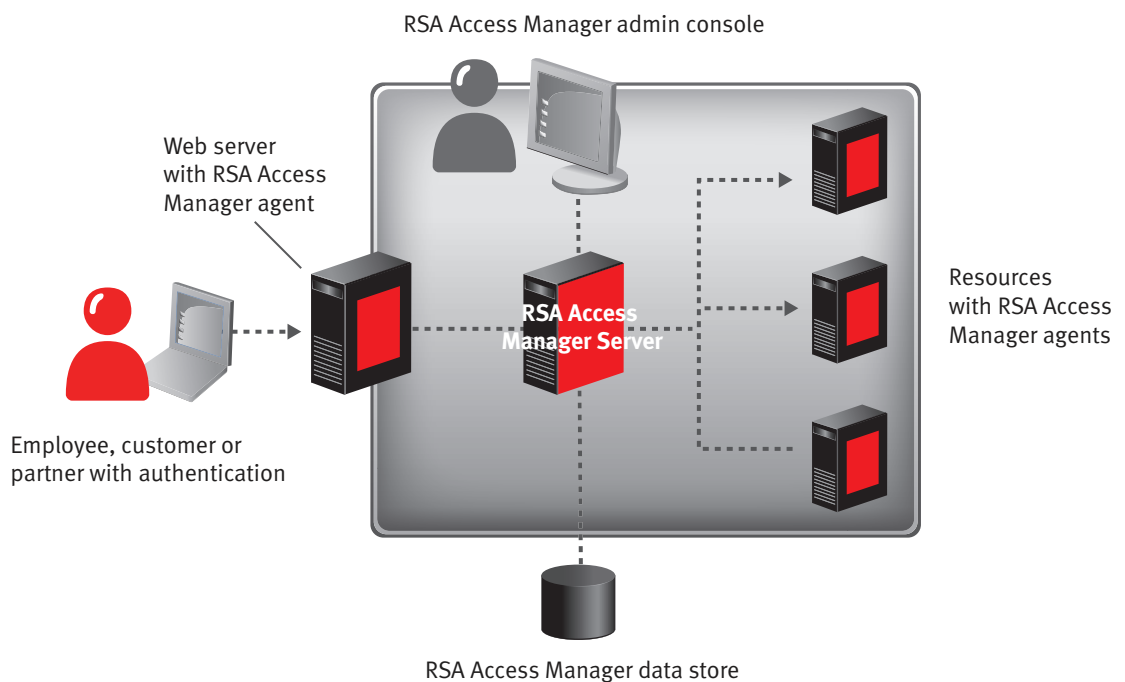 RSA Access Manager admin console
Web server
with RSA Access
Manager agent
RSA Access
Manager Server
Resources
with RSA Access
Manager agents
Employee, customer or
partner with authentication
RSA Access Manager data store